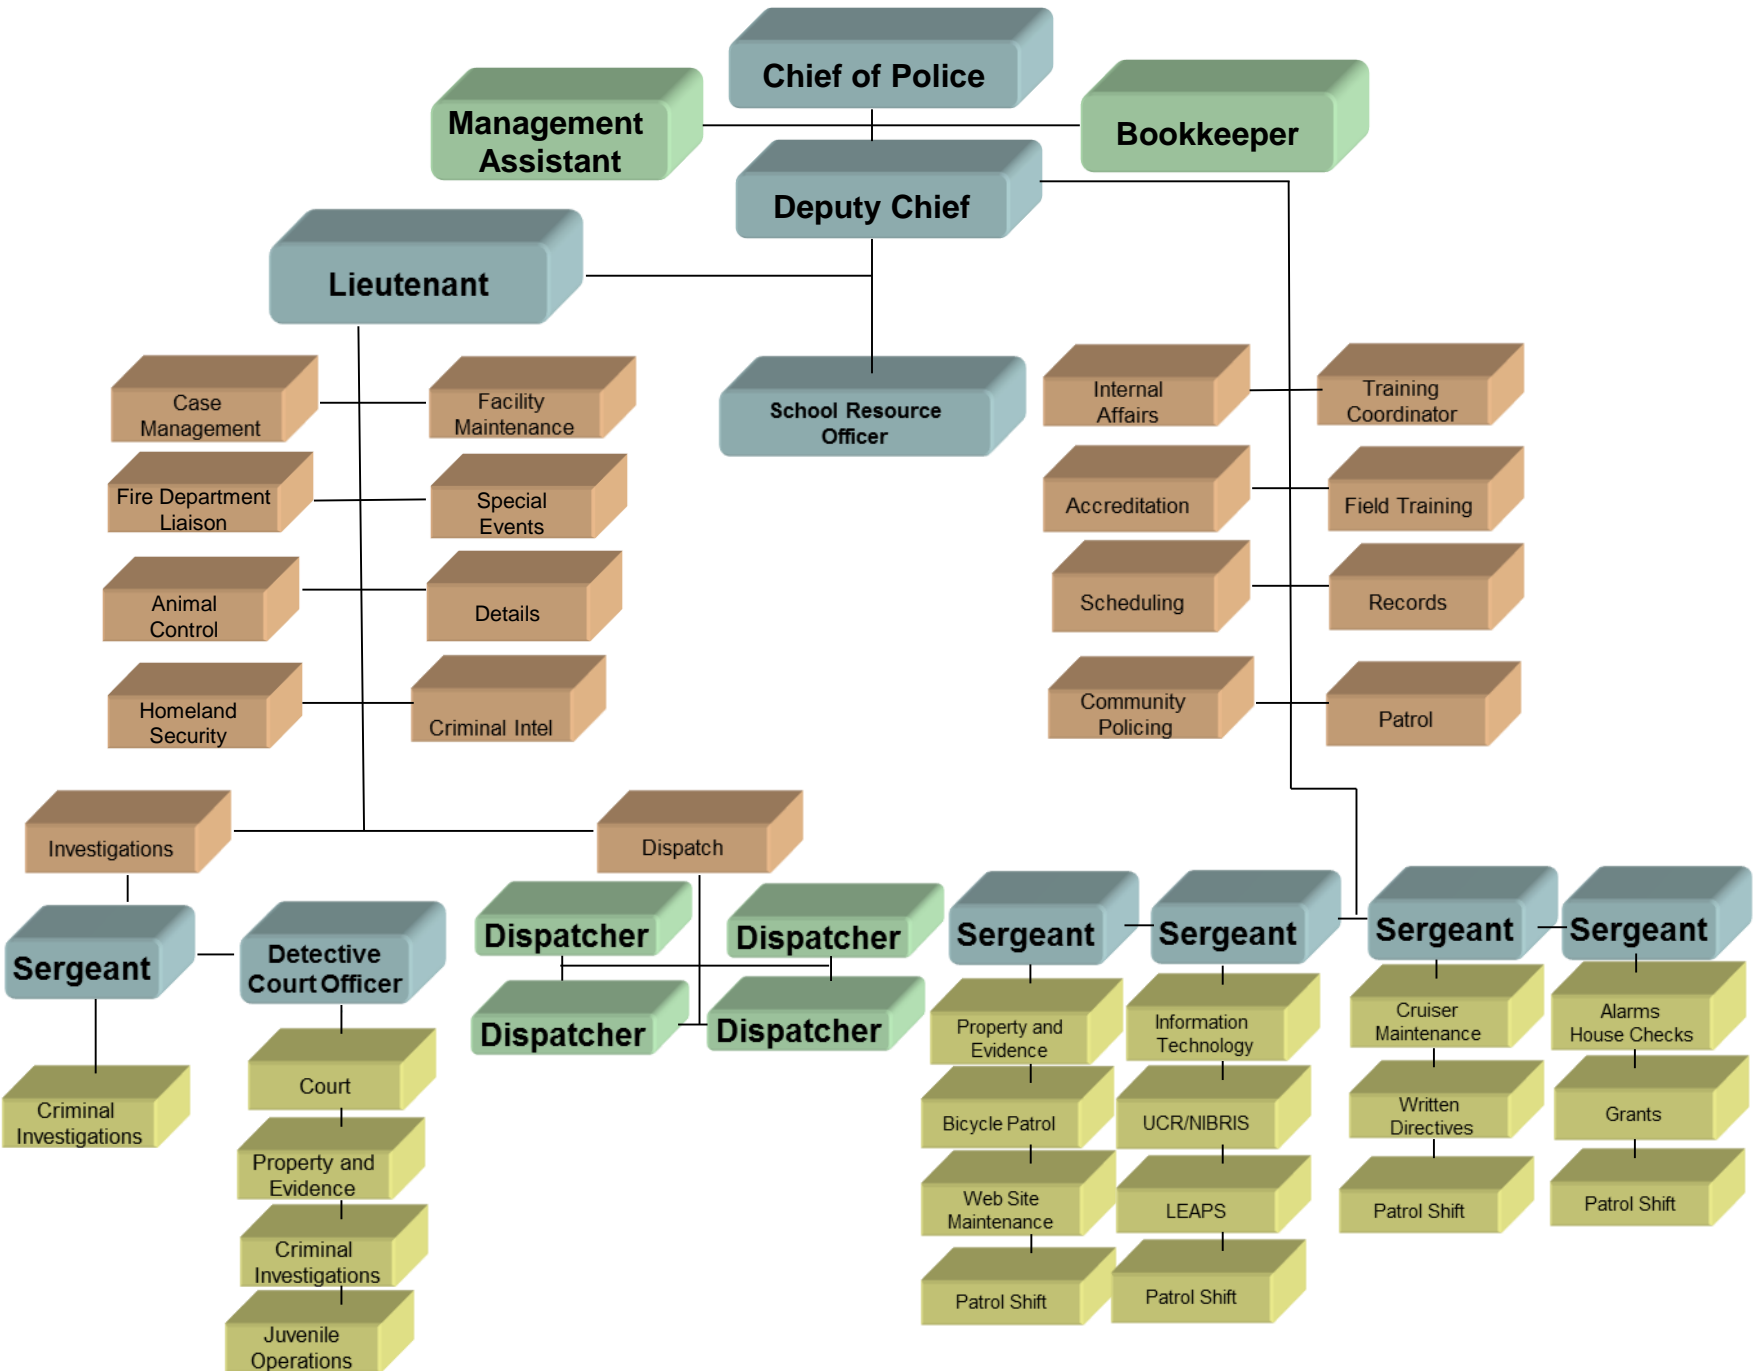 Chief of Police
Management
Assistant
Bookkeeper
Deputy Chief
Lieutenant
School Resource
Officer
Case
Management
Facility
Maintenance
Fire Department
Liaison
Special
Events
Animal
Control
Details
Homeland
Security
Criminal Intel
Internal
Affairs
Training
Coordinator
Accreditation
Field Training
Scheduling
Records
Community
Policing
Patrol
Investigations
Dispatch
Sergeant
Detective
Court Officer
Criminal
Investigations
Court
Property and
Evidence
Criminal
Investigations
Juvenile
Operations
Dispatcher
Dispatcher
Dispatcher
Dispatcher
Sergeant
Sergeant
Sergeant
Sergeant
Property and
Evidence
Bicycle Patrol
Web Site
Maintenance
Patrol Shift
Information
Technology
UCR/NIBRIS
LEAPS
Patrol Shift
Cruiser
Maintenance
Written
Directives
Patrol Shift
Alarms
House Checks
Grants
Patrol Shift